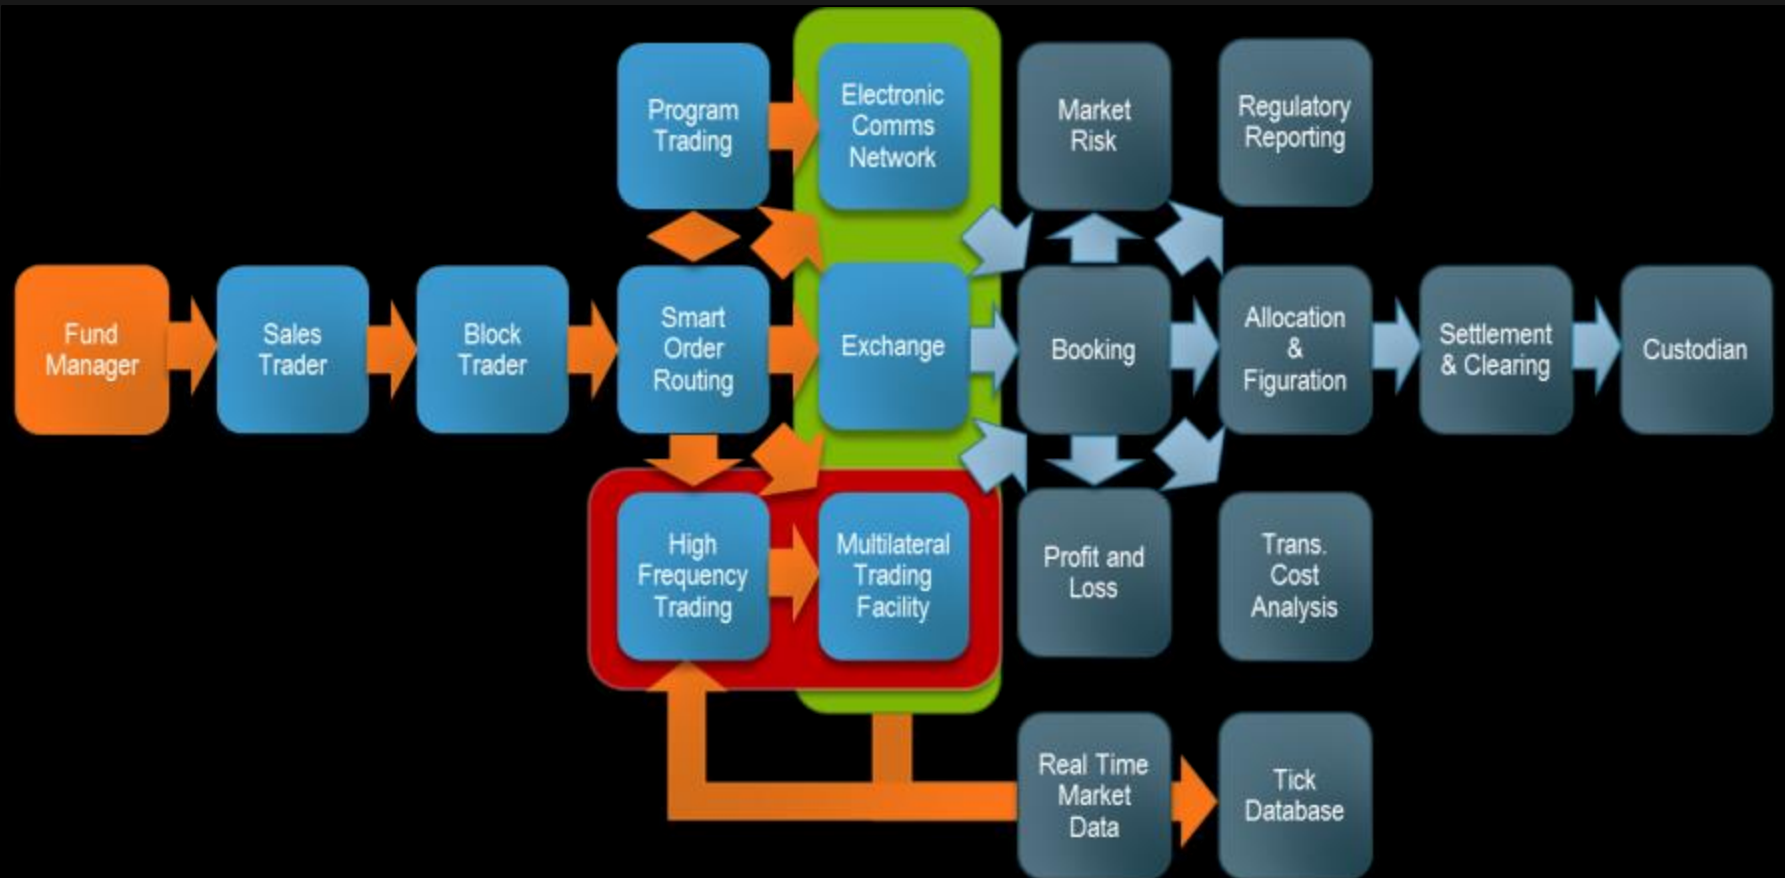 Program
Trading
Electronic
Comms
Network
Market
Risk
Regulatory
Reporting
Fund
Manager
Sales
Trader
Block
Trader
Smart
Order
Routing
Exchange
Booking
Allocation
&
Figuration
Settlement
& Clearing
Custodian
High
Frequency
Trading
Multilateral
Trading
Facility
Profit and
Loss
Trans.
Cost
Analysis
Real Time
Market
Data
Tick
Database